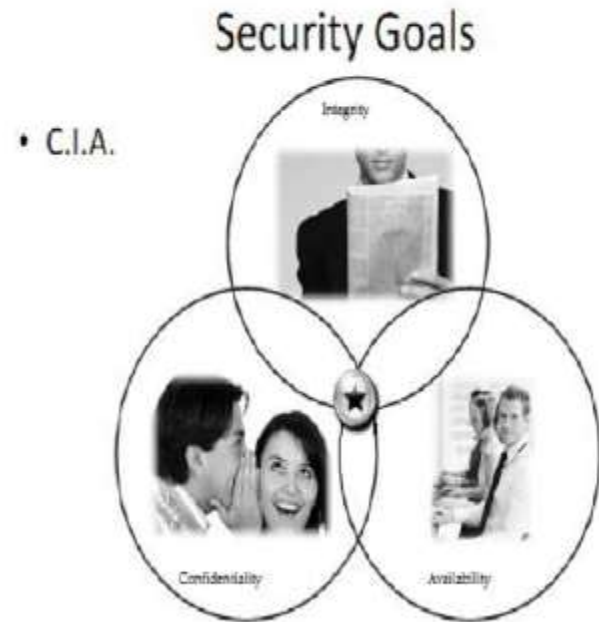 Security Goals
• C.I.A.
Integrity
Confidentiality
Availability